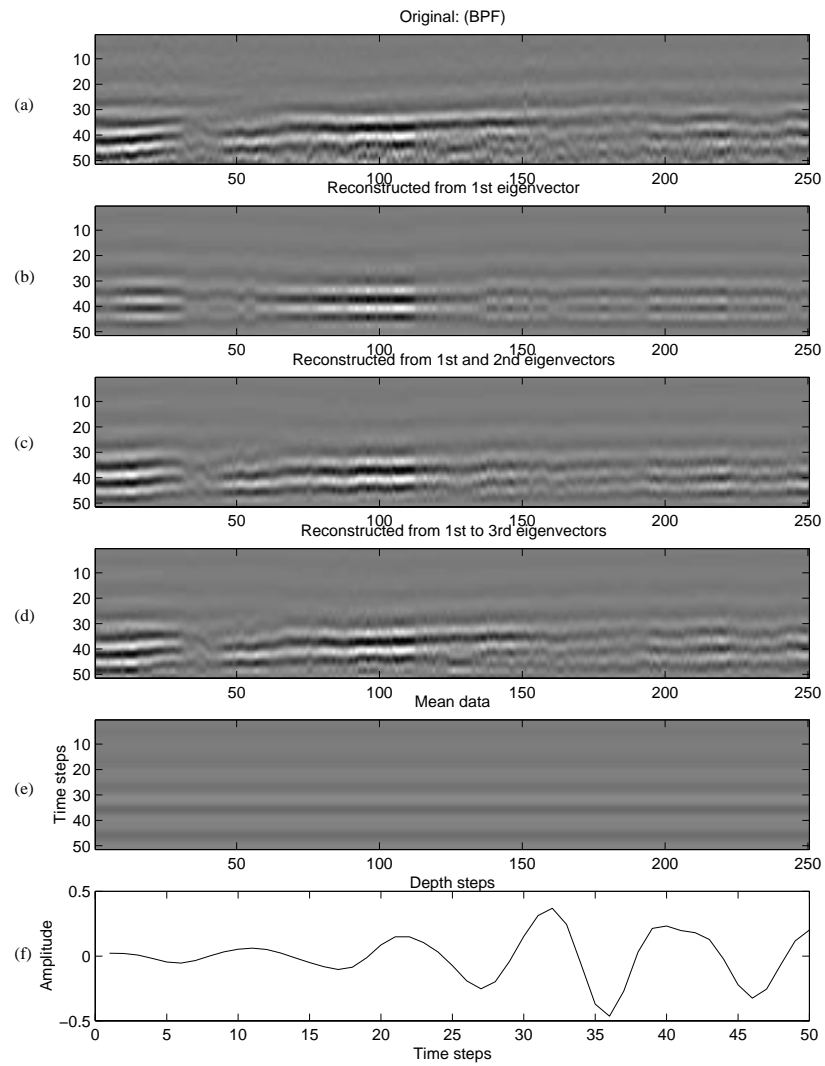 Original: (BPF)
(a)
10
20
30
40
50
50 100 150 200 250
Reconstructed from 1st eigenvector
(b)
10
20
30
40
50
50 100 150 200 250
Reconstructed from 1st and 2nd eigenvectors
(c)
10
20
30
40
50
50 100 150 200 250
Reconstructed from 1st to 3rd eigenvectors
(d)
10
20
30
40
50
50 100 150 200 250
Mean data
(e)
Time steps
10
20
30
40
50
50 100 150 200 250
Depth steps
(f)
Amplitude
0.5
0
−0.5
0 5 10 15 20 25 30 35 40 45 50
Time steps